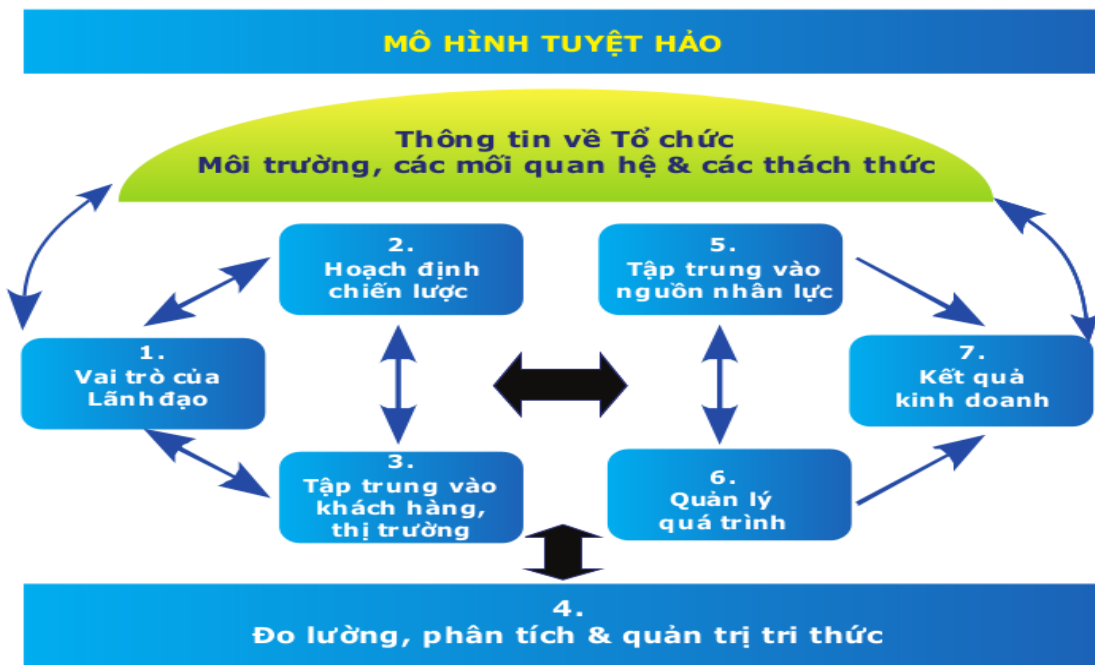 MÔ HÌNH TUYỆT HẢO
Thông tin về Tổ chức
Môi trường, các mối quan hệ & các thách thức
2.
Hoạch định
chiến lược
5.
Tập trung vào
nguồn nhân lực
1.
Vai trò của
Lãnh đạo
7.
Kết quả
kinh doanh
3.
Tập trung vào
khách hàng,
thị trường
6.
Quản lý
quá trình
4.
Đo lường, phân tích & quản trị tri thức